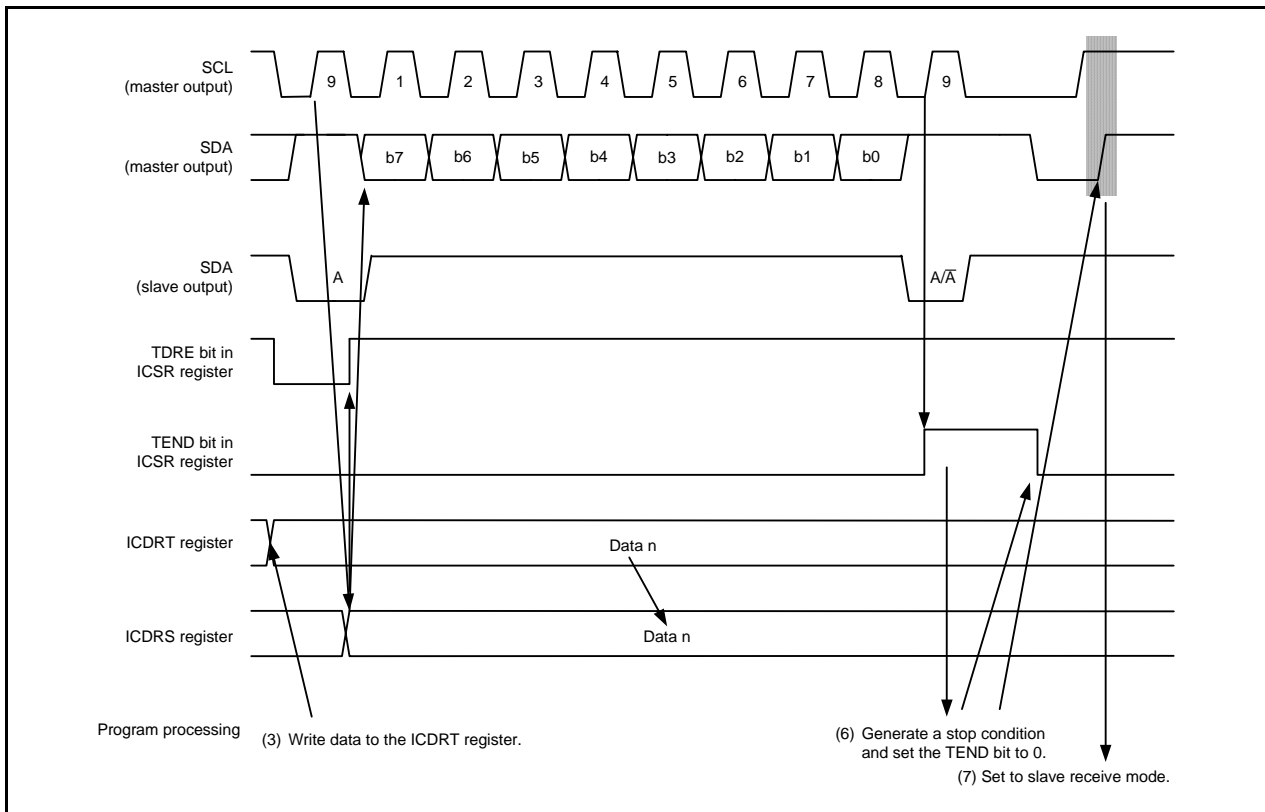 SCL
(master output)
9 1 2 3 4 5 6 7 8 9
SDA
(master output)
b7 b6 b5 b4 b3 b2 b1 b0
SDA
(slave output)
A A/A̅
TDRE bit in
ICSR register
TEND bit in
ICSR register
ICDRT register
Data n
ICDRS register
Data n
Program processing
(3) Write data to the ICDRT register.
(6) Generate a stop condition
and set the TEND bit to 0.
(7) Set to slave receive mode.